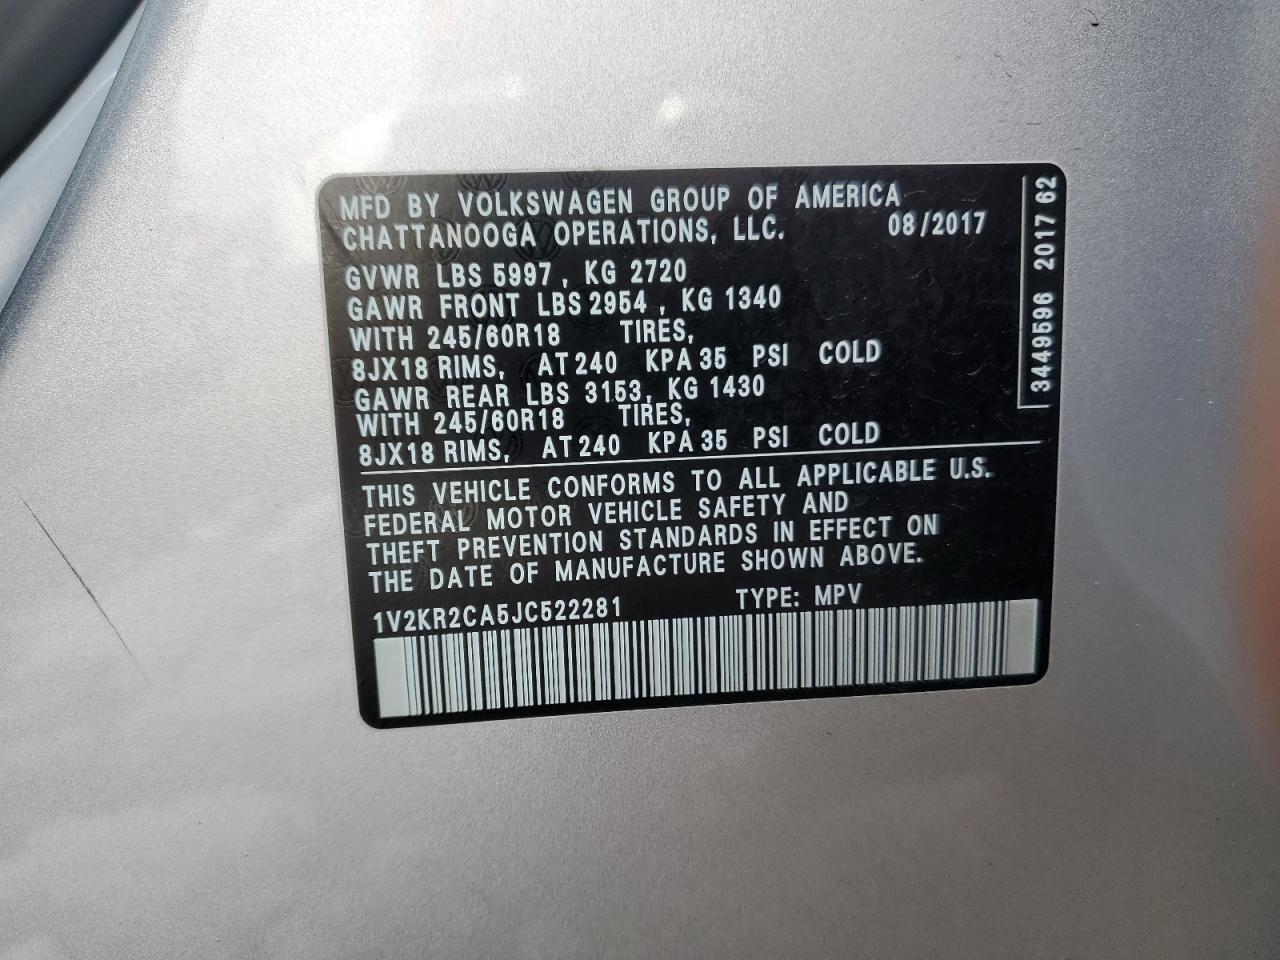 MFD BY VOLKSWAGEN GROUP OF AMERICA
CHATTANOOGA OPERATIONS, LLC. 08/2017
GVWR LBS 5997, KG 2720
GAWR FRONT LBS 2954, KG 1340
WITH 245/60R18 TIRES,
8JX18 RIMS, AT 240 KPA 35 PSI COLD
GAWR REAR LBS 3153, KG 1430
WITH 245/60R18 TIRES,
8JX18 RIMS, AT 240 KPA 35 PSI COLD
THIS VEHICLE CONFORMS TO ALL APPLICABLE U.S.
FEDERAL MOTOR VEHICLE SAFETY AND
THEFT PREVENTION STANDARDS IN EFFECT ON
THE DATE OF MANUFACTURE SHOWN ABOVE.
1V2KR2CA5JC522281 TYPE: MPV
3449596 2017 62